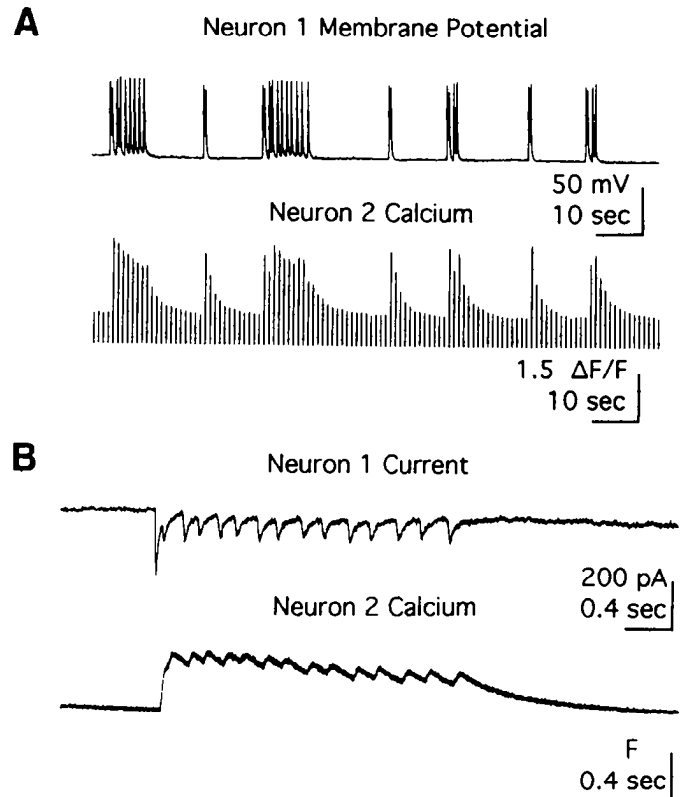 A
Neuron 1 Membrane Potential
50 mV
10 sec
Neuron 2 Calcium
1.5 ΔF/F
10 sec
B
Neuron 1 Current
200 pA
0.4 sec
Neuron 2 Calcium
F
0.4 sec